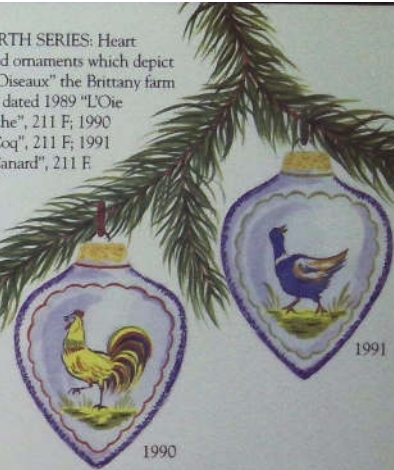 RTH SERIES: Heart
d ornaments which depict
Oiseaux" the Brittany farm
dated 1989 "L'Oie
he", 211 F; 1990
Coq", 211 F; 1991
anard", 211 F.
1991
1990